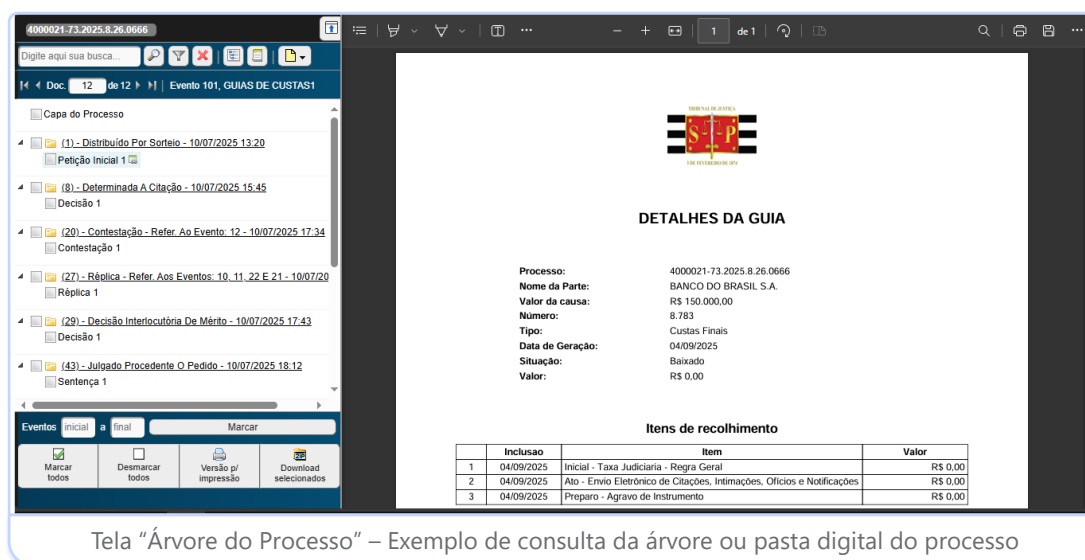 4000021-73.2025.8.26.0666
Digite aqui sua busca...
Doc. 12 de 12 | Evento 101, GUIAS DE CUSTAS1
Capa do Processo
(1) - Distribuído Por Sorteio - 10/07/2025 13:20
Petição Inicial 1
(8) - Determinada A Citação - 10/07/2025 15:45
Decisão 1
(20) - Contestação - Refer. Ao Evento: 12 - 10/07/2025 17:34
Contestação 1
(27) - Réplica - Refer. Aos Eventos: 10, 11, 22 E 21 - 10/07/20
Réplica 1
(29) - Decisão Interlocutória De Mérito - 10/07/2025 17:43
Decisão 1
(43) - Julgado Procedente O Pedido - 10/07/2025 18:12
Sentença 1
Eventos inicial a final Marcar
Marcar todos
Desmarcar todos
Versão p/ impressão
Download selecionados
1 de 1
TRIBUNAL DE JUSTIÇA
S P
3 DE FEVEREIRO DE 1874
DETALHES DA GUIA
Processo: 4000021-73.2025.8.26.0666
Nome da Parte: BANCO DO BRASIL S.A.
Valor da causa: R$ 150.000,00
Número: 8.783
Tipo: Custas Finais
Data de Geração: 04/09/2025
Situação: Baixado
Valor: R$ 0,00
Itens de recolhimento
Inclusao Item Valor
1 04/09/2025 Inicial - Taxa Judiciaria - Regra Geral R$ 0,00
2 04/09/2025 Ato - Envio Eletrônico de Citações, Intimações, Ofícios e Notificações R$ 0,00
3 04/09/2025 Preparo - Agravo de Instrumento R$ 0,00
Tela “Árvore do Processo” – Exemplo de consulta da árvore ou pasta digital do processo